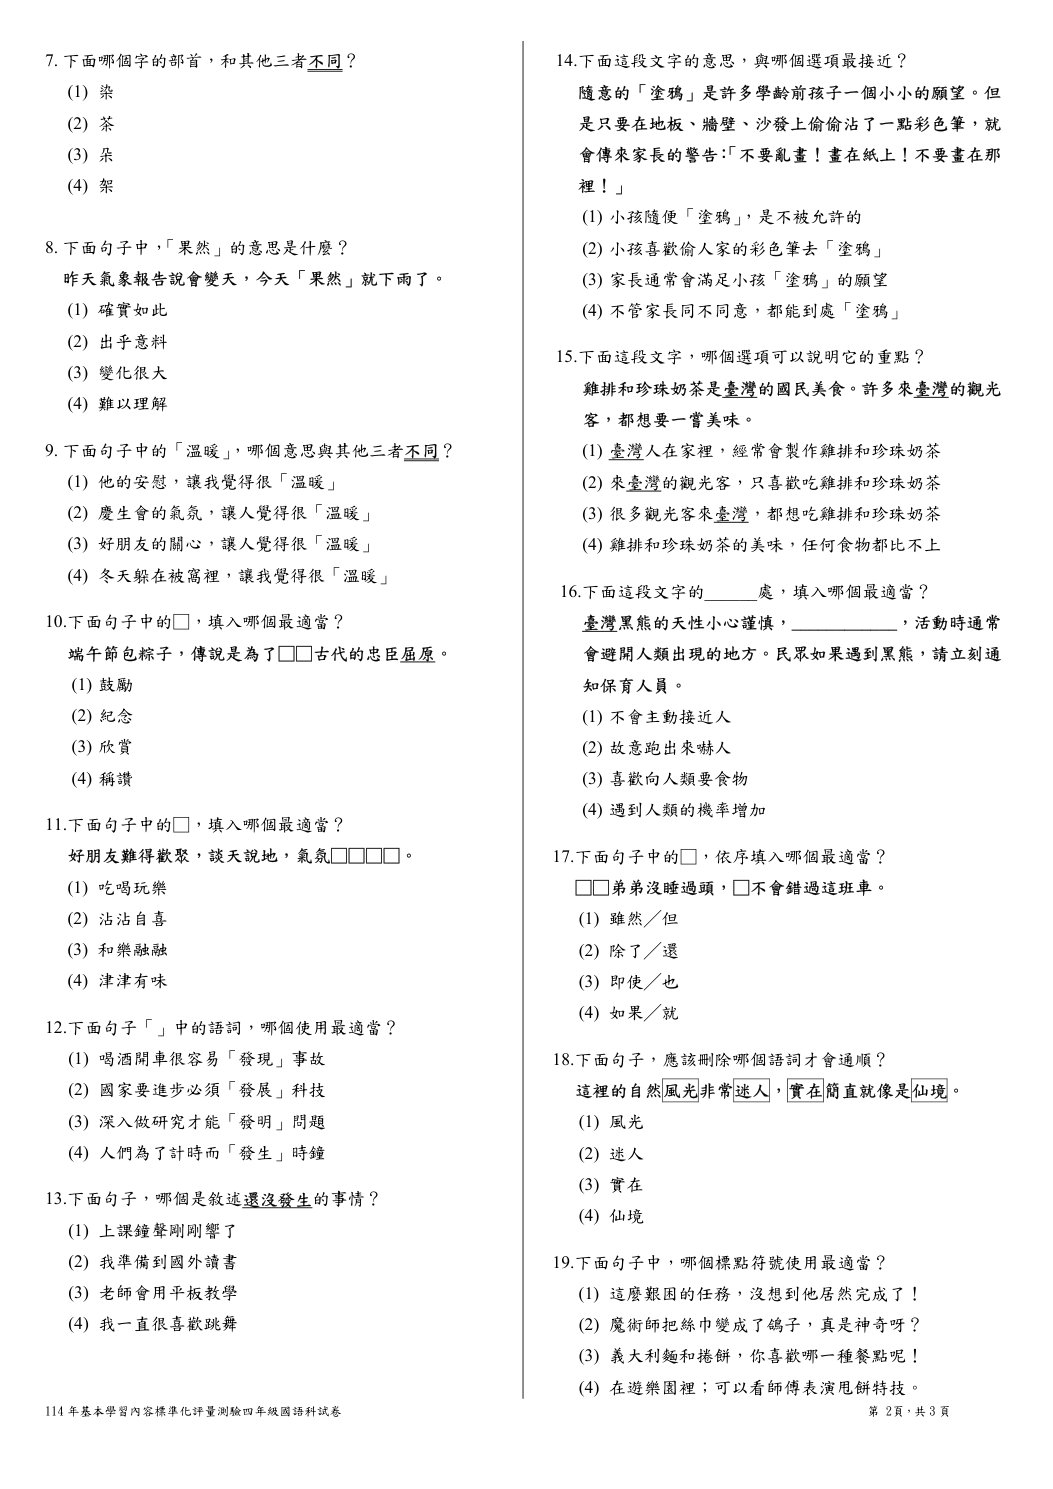 7. 下面哪個字的部首，和其他三者不同？
(1) 染
(2) 茶
(3) 朵
(4) 架
8. 下面句子中，「果然」的意思是什麼？
昨天氣象報告說會變天，今天「果然」就下雨了。
(1) 確實如此
(2) 出乎意料
(3) 變化很大
(4) 難以理解
9. 下面句子中的「溫暖」，哪個意思與其他三者不同？
(1) 他的安慰，讓我覺得很「溫暖」
(2) 慶生會的氣氛，讓人覺得很「溫暖」
(3) 好朋友的關心，讓人覺得很「溫暖」
(4) 冬天躲在被窩裡，讓我覺得很「溫暖」
10.下面句子中的□，填入哪個最適當？
端午節包粽子，傳說是為了□□古代的忠臣屈原。
(1) 鼓勵
(2) 紀念
(3) 欣賞
(4) 稱讚
11.下面句子中的□，填入哪個最適當？
好朋友難得歡聚，談天說地，氣氛□□□□。
(1) 吃喝玩樂
(2) 沾沾自喜
(3) 和樂融融
(4) 津津有味
12.下面句子「」中的語詞，哪個使用最適當？
(1) 喝酒開車很容易「發現」事故
(2) 國家要進步必須「發展」科技
(3) 深入做研究才能「發明」問題
(4) 人們為了計時而「發生」時鐘
13.下面句子，哪個是敘述還沒發生的事情？
(1) 上課鐘聲剛剛響了
(2) 我準備到國外讀書
(3) 老師會用平板教學
(4) 我一直很喜歡跳舞
14.下面這段文字的意思，與哪個選項最接近？
隨意的「塗鴉」是許多學齡前孩子一個小小的願望。但
是只要在地板、牆壁、沙發上偷偷沾了一點彩色筆，就
會傳來家長的警告：「不要亂畫！畫在紙上！不要畫在那
裡！」
(1) 小孩隨便「塗鴉」，是不被允許的
(2) 小孩喜歡偷人家的彩色筆去「塗鴉」
(3) 家長通常會滿足小孩「塗鴉」的願望
(4) 不管家長同不同意，都能到處「塗鴉」
15.下面這段文字，哪個選項可以說明它的重點？
雞排和珍珠奶茶是臺灣的國民美食。許多來臺灣的觀光
客，都想要一嘗美味。
(1) 臺灣人在家裡，經常會製作雞排和珍珠奶茶
(2) 來臺灣的觀光客，只喜歡吃雞排和珍珠奶茶
(3) 很多觀光客來臺灣，都想吃雞排和珍珠奶茶
(4) 雞排和珍珠奶茶的美味，任何食物都比不上
16.下面這段文字的______處，填入哪個最適當？
臺灣黑熊的天性小心謹慎，____________，活動時通常
會避開人類出現的地方。民眾如果遇到黑熊，請立刻通
知保育人員。
(1) 不會主動接近人
(2) 故意跑出來嚇人
(3) 喜歡向人類要食物
(4) 遇到人類的機率增加
17.下面句子中的□，依序填入哪個最適當？
□□弟弟沒睡過頭，□不會錯過這班車。
(1) 雖然╱但
(2) 除了╱還
(3) 即使╱也
(4) 如果╱就
18.下面句子，應該刪除哪個語詞才會通順？
這裡的自然風光非常迷人，實在簡直就像是仙境。
(1) 風光
(2) 迷人
(3) 實在
(4) 仙境
19.下面句子中，哪個標點符號使用最適當？
(1) 這麼艱困的任務，沒想到他居然完成了！
(2) 魔術師把絲巾變成了鴿子，真是神奇呀？
(3) 義大利麵和捲餅，你喜歡哪一種餐點呢！
(4) 在遊樂園裡；可以看師傅表演甩餅特技。
114 年基本學習內容標準化評量測驗四年級國語科試卷
第 2頁，共 3 頁